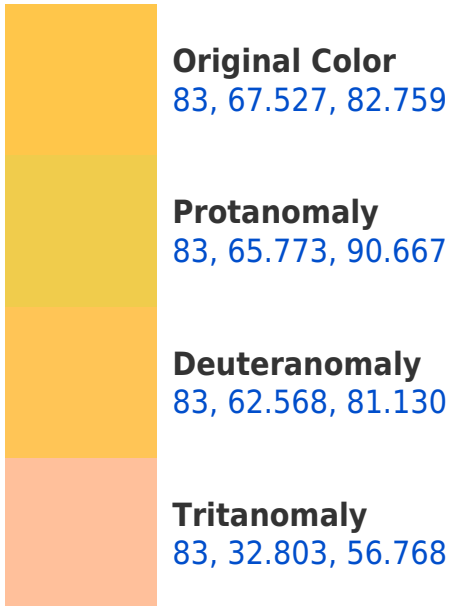 Original Color
83, 67.527, 82.759
Protanomaly
83, 65.773, 90.667
Deuteranomaly
83, 62.568, 81.130
Tritanomaly
83, 32.803, 56.768